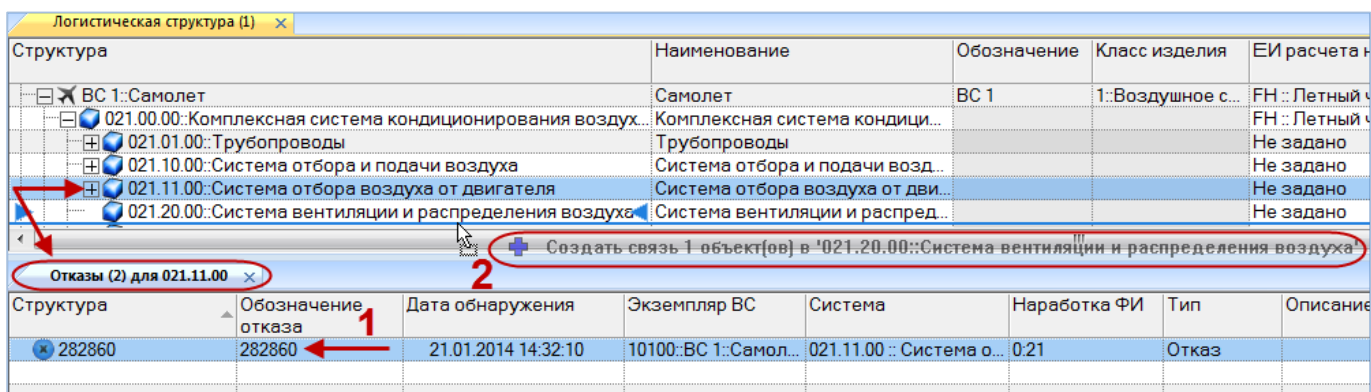 Логистическая структура (1)
Структура Наименование Обозначение Класс изделия ЕИ расчета н
ВС 1::Самолет Самолет ВС 1 1::Воздушное с... FH :: Летный ч
021.00.00::Комплексная система кондиционирования воздух... Комплексная система кондици... FH :: Летный ч
021.01.00::Трубопроводы Трубопроводы Не задано
021.10.00::Система отбора и подачи воздуха Система отбора и подачи возд... Не задано
021.11.00::Система отбора воздуха от двигателя Система отбора воздуха от дви... Не задано
021.20.00::Система вентиляции и распределения воздуха Система вентиляции и распред... Не задано
Создать связь 1 объект(ов) в '021.20.00::Система вентиляции и распределения воздуха'
2
Отказы (2) для 021.11.00
Структура Обозначение отказа Дата обнаружения Экземпляр ВС Система Наработка ФИ Тип Описание
1
282860 282860 21.01.2014 14:32:10 10100::ВС 1::Самол... 021.11.00 :: Система о... 0:21 Отказ